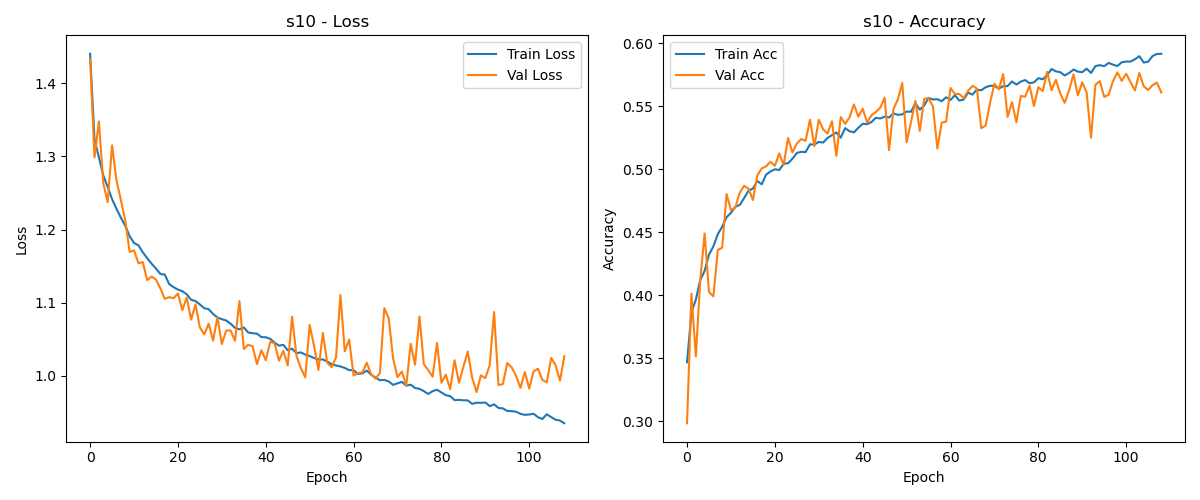 s10 - Loss
Train Loss
Val Loss
1.4
1.3
1.2
1.1
1.0
Loss
0 20 40 60 80 100
Epoch
s10 - Accuracy
Train Acc
Val Acc
0.60
0.55
0.50
0.45
0.40
0.35
0.30
Accuracy
0 20 40 60 80 100
Epoch